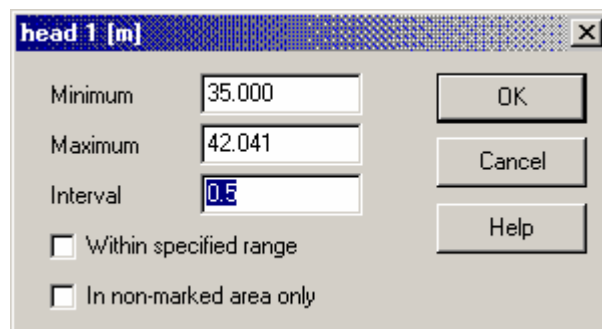 head 1 [m]
Minimum 35.000 OK
Maximum 42.041 Cancel
Interval 0.5 Help
Within specified range
In non-marked area only